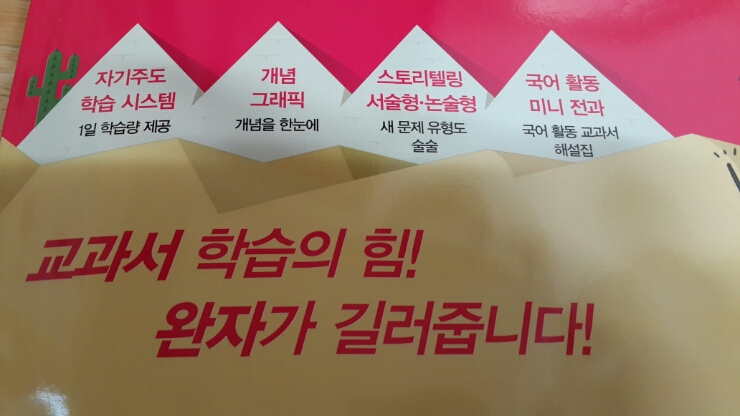 자기주도
학습 시스템
1일 학습량 제공
개념
그래픽
개념을 한눈에
스토리텔링
서술형·논술형
새 문제 유형도
술술
국어 활동
미니 전과
국어 활동 교과서
해설집
교과서 학습의 힘!
완자가 길러줍니다!